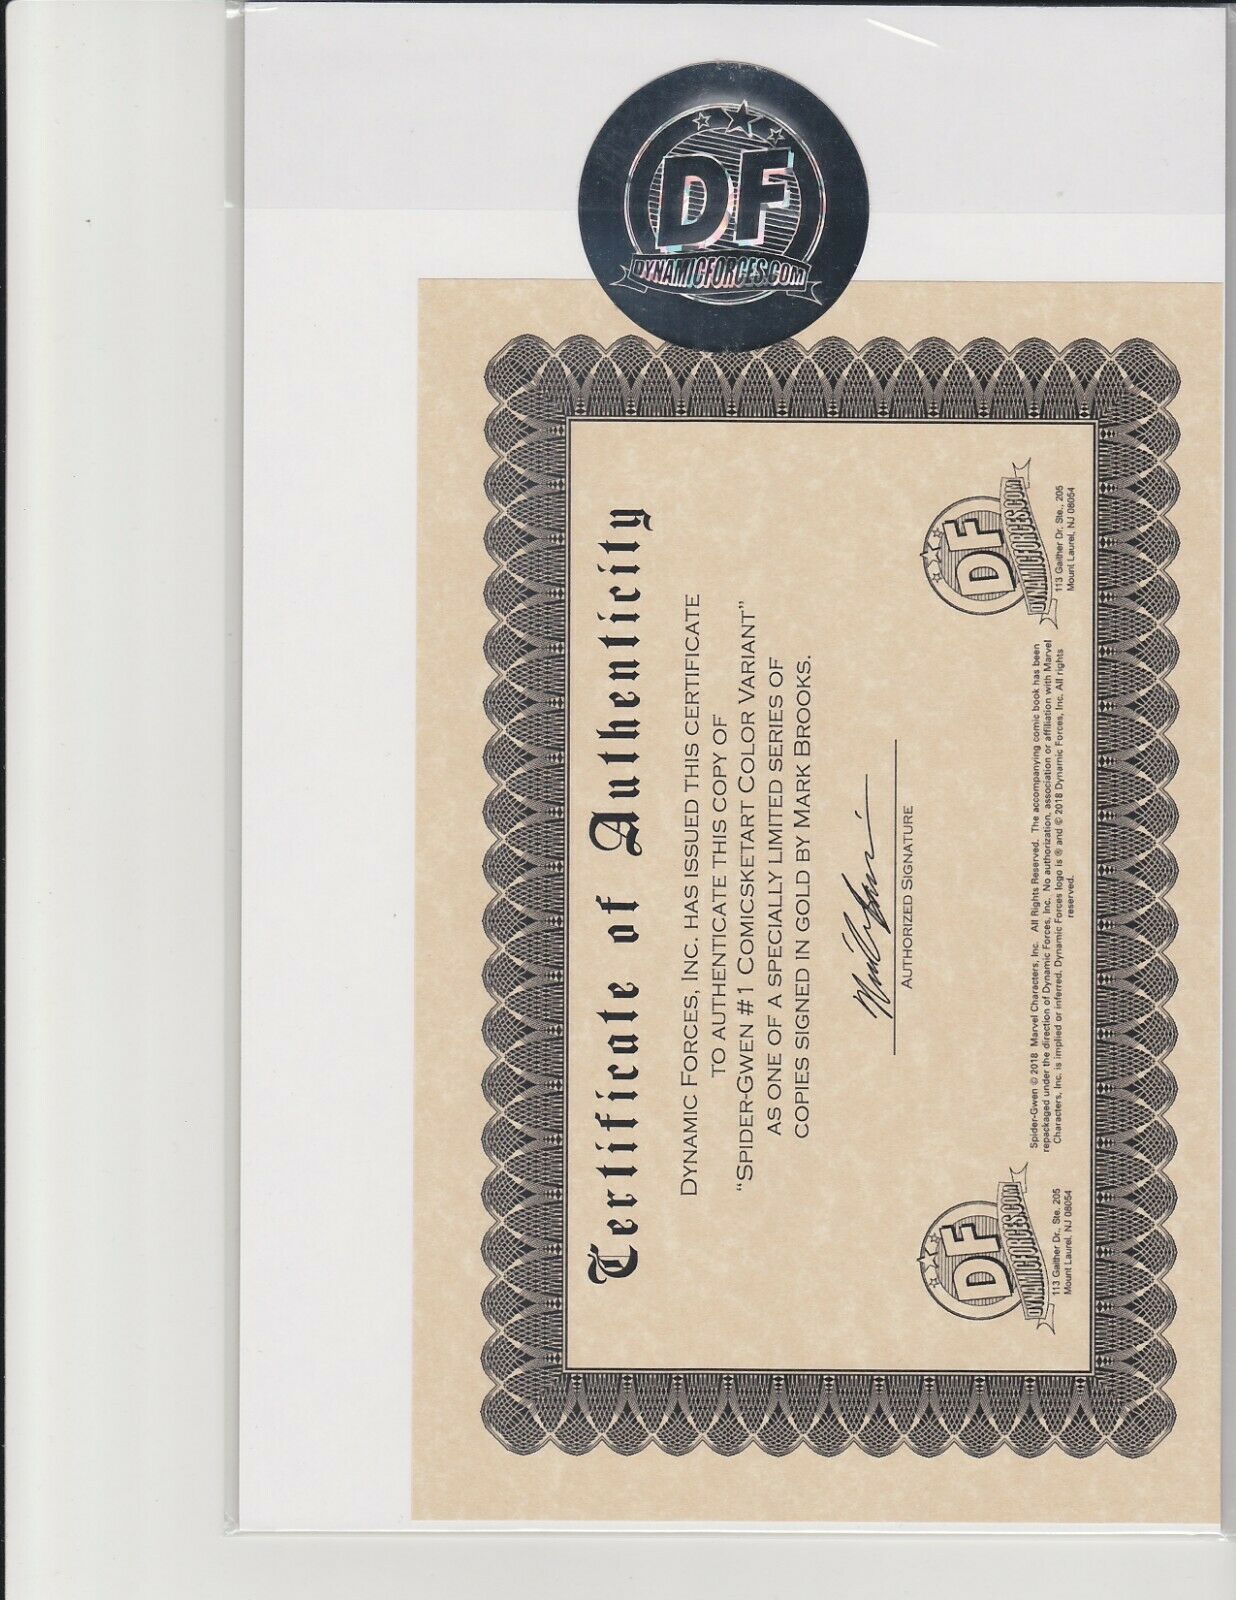 DF
DYNAMICFORCES.COM
Certificate of Authenticity
DYNAMIC FORCES, INC. HAS ISSUED THIS CERTIFICATE
TO AUTHENTICATE THIS COPY OF
“SPIDER-GWEN #1 COMICSKETART COLOR VARIANT”
AS ONE OF A SPECIALLY LIMITED SERIES OF
COPIES SIGNED IN GOLD BY MARK BROOKS.
AUTHORIZED SIGNATURE
DF
DYNAMICFORCES.COM
113 Gaither Dr., Ste. 205
Mount Laurel, NJ 08054
Spider-Gwen © 2018 Marvel Characters, Inc. All Rights Reserved. The accompanying comic book has been
repackaged under the direction of Dynamic Forces, Inc. No authorization, association or affiliation with Marvel
Characters, Inc. is implied or inferred. Dynamic Forces logo is ® and © 2018 Dynamic Forces, Inc. All rights
reserved.
DF
DYNAMICFORCES.COM
113 Gaither Dr. Ste., 205
Mount Laurel, NJ 08054